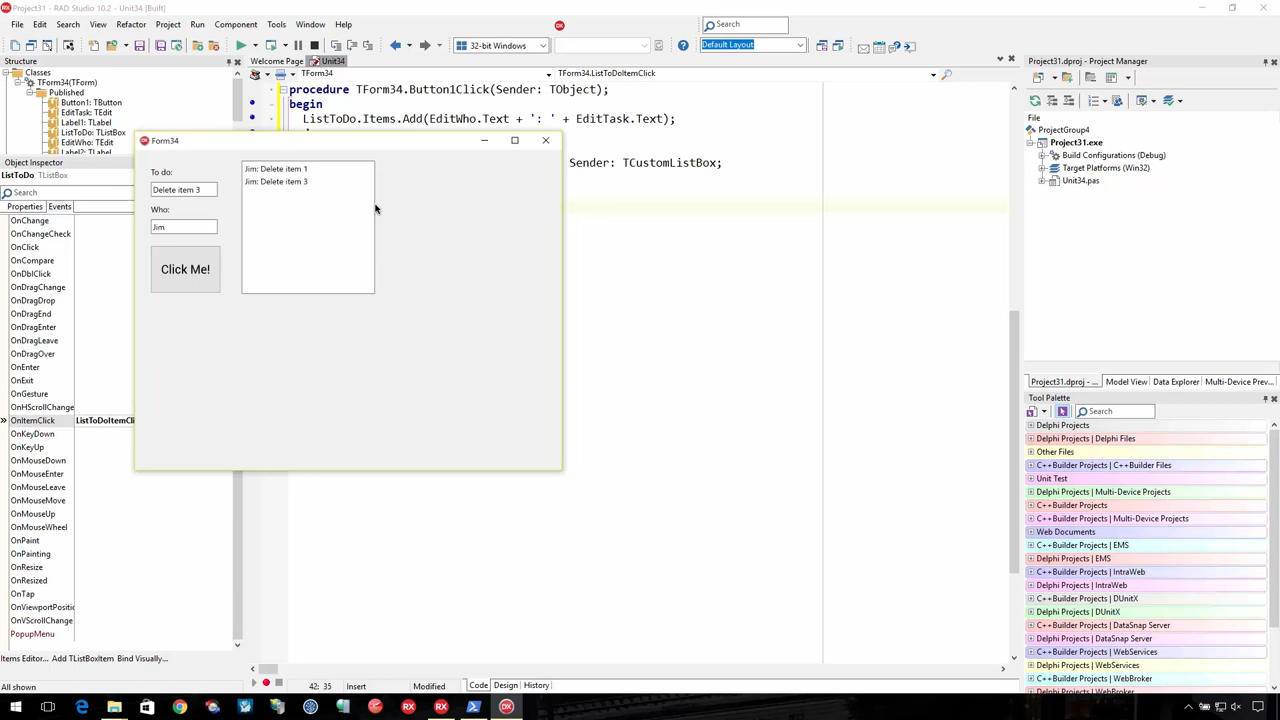 Project31 - RAD Studio 10.2 - Unit34 [Built]
File Edit Search View Refactor Project Run Component Tools Window Help
Search
32-bit Windows
Default Layout
Structure
Classes
TForm34(TForm)
Published
Button1: TButton
EditTask: TEdit
Label1: TLabel
ListToDo: TListBox
EditWho: TEdit
Label2: TLabel
Object Inspector
ListToDo TListBox
Search
Properties Events
OnChange
OnChangeCheck
OnClick
OnCompare
OnDblClick
OnDragChange
OnDragDrop
OnDragEnd
OnDragEnter
OnDragLeave
OnDragOver
OnEnter
OnExit
OnGesture
OnHScrollChange
OnItemClick ListToDoItemCli
OnKeyDown
OnKeyUp
OnMouseDown
OnMouseEnter
OnMouseLeave
OnMouseMove
OnMouseUp
OnMouseWheel
OnPaint
OnPainting
OnResize
OnResized
OnTap
OnViewportPositic
OnVScrollChange
PopupMenu
Items Editor... Add TListBoxItem Bind Visually...
All shown
Welcome Page Unit34
TForm34 TForm34.ListToDoItemClick
procedure TForm34.Button1Click(Sender: TObject);
begin
ListToDo.Items.Add(EditWho.Text + ': ' + EditTask.Text);
Sender: TCustomListBox;
Form34
To do:
Delete item 3
Who:
Jim
Click Me!
Jim: Delete item 1
Jim: Delete item 3
42: 35 Insert Modified Code Design History
Project31.dproj - Project Manager
File
ProjectGroup4
Project31.exe
Build Configurations (Debug)
Target Platforms (Win32)
Unit34.pas
Project31.dproj - ... Model View Data Explorer Multi-Device Prev...
Tool Palette
Search
Delphi Projects
Delphi Projects | Delphi Files
Other Files
C++Builder Projects | C++Builder Files
Unit Test
Delphi Projects | Multi-Device Projects
C++Builder Projects
C++Builder Projects | Multi-Device Projects
Web Documents
C++Builder Projects | EMS
Delphi Projects | EMS
C++Builder Projects | IntraWeb
Delphi Projects | IntraWeb
C++Builder Projects | DUnitX
Delphi Projects | DUnitX
C++Builder Projects | DataSnap Server
Delphi Projects | DataSnap Server
C++Builder Projects | WebServices
Delphi Projects | WebServices
C++Builder Projects | WebBroker
Delphi Projects | WebBroker